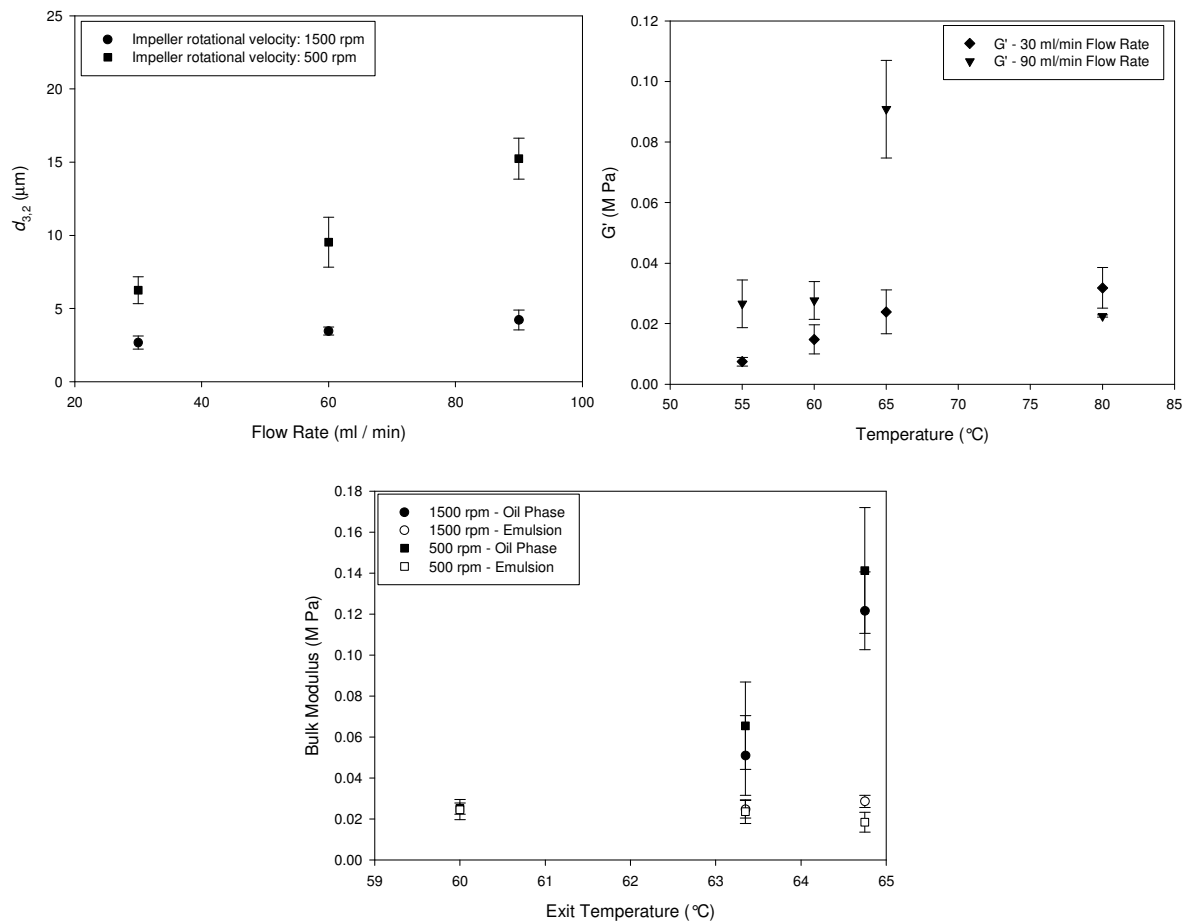 25
20
15
10
5
0
d3,2 (μm)
Impeller rotational velocity: 1500 rpm
Impeller rotational velocity: 500 rpm
20 40 60 80 100
Flow Rate (ml / min)
0.12
0.10
0.08
0.06
0.04
0.02
0.00
G' (M Pa)
G' - 30 ml/min Flow Rate
G' - 90 ml/min Flow Rate
50 55 60 65 70 75 80 85
Temperature (°C)
0.18
0.16
0.14
0.12
0.10
0.08
0.06
0.04
0.02
0.00
Bulk Modulus (M Pa)
1500 rpm - Oil Phase
1500 rpm - Emulsion
500 rpm - Oil Phase
500 rpm - Emulsion
59 60 61 62 63 64 65
Exit Temperature (°C)